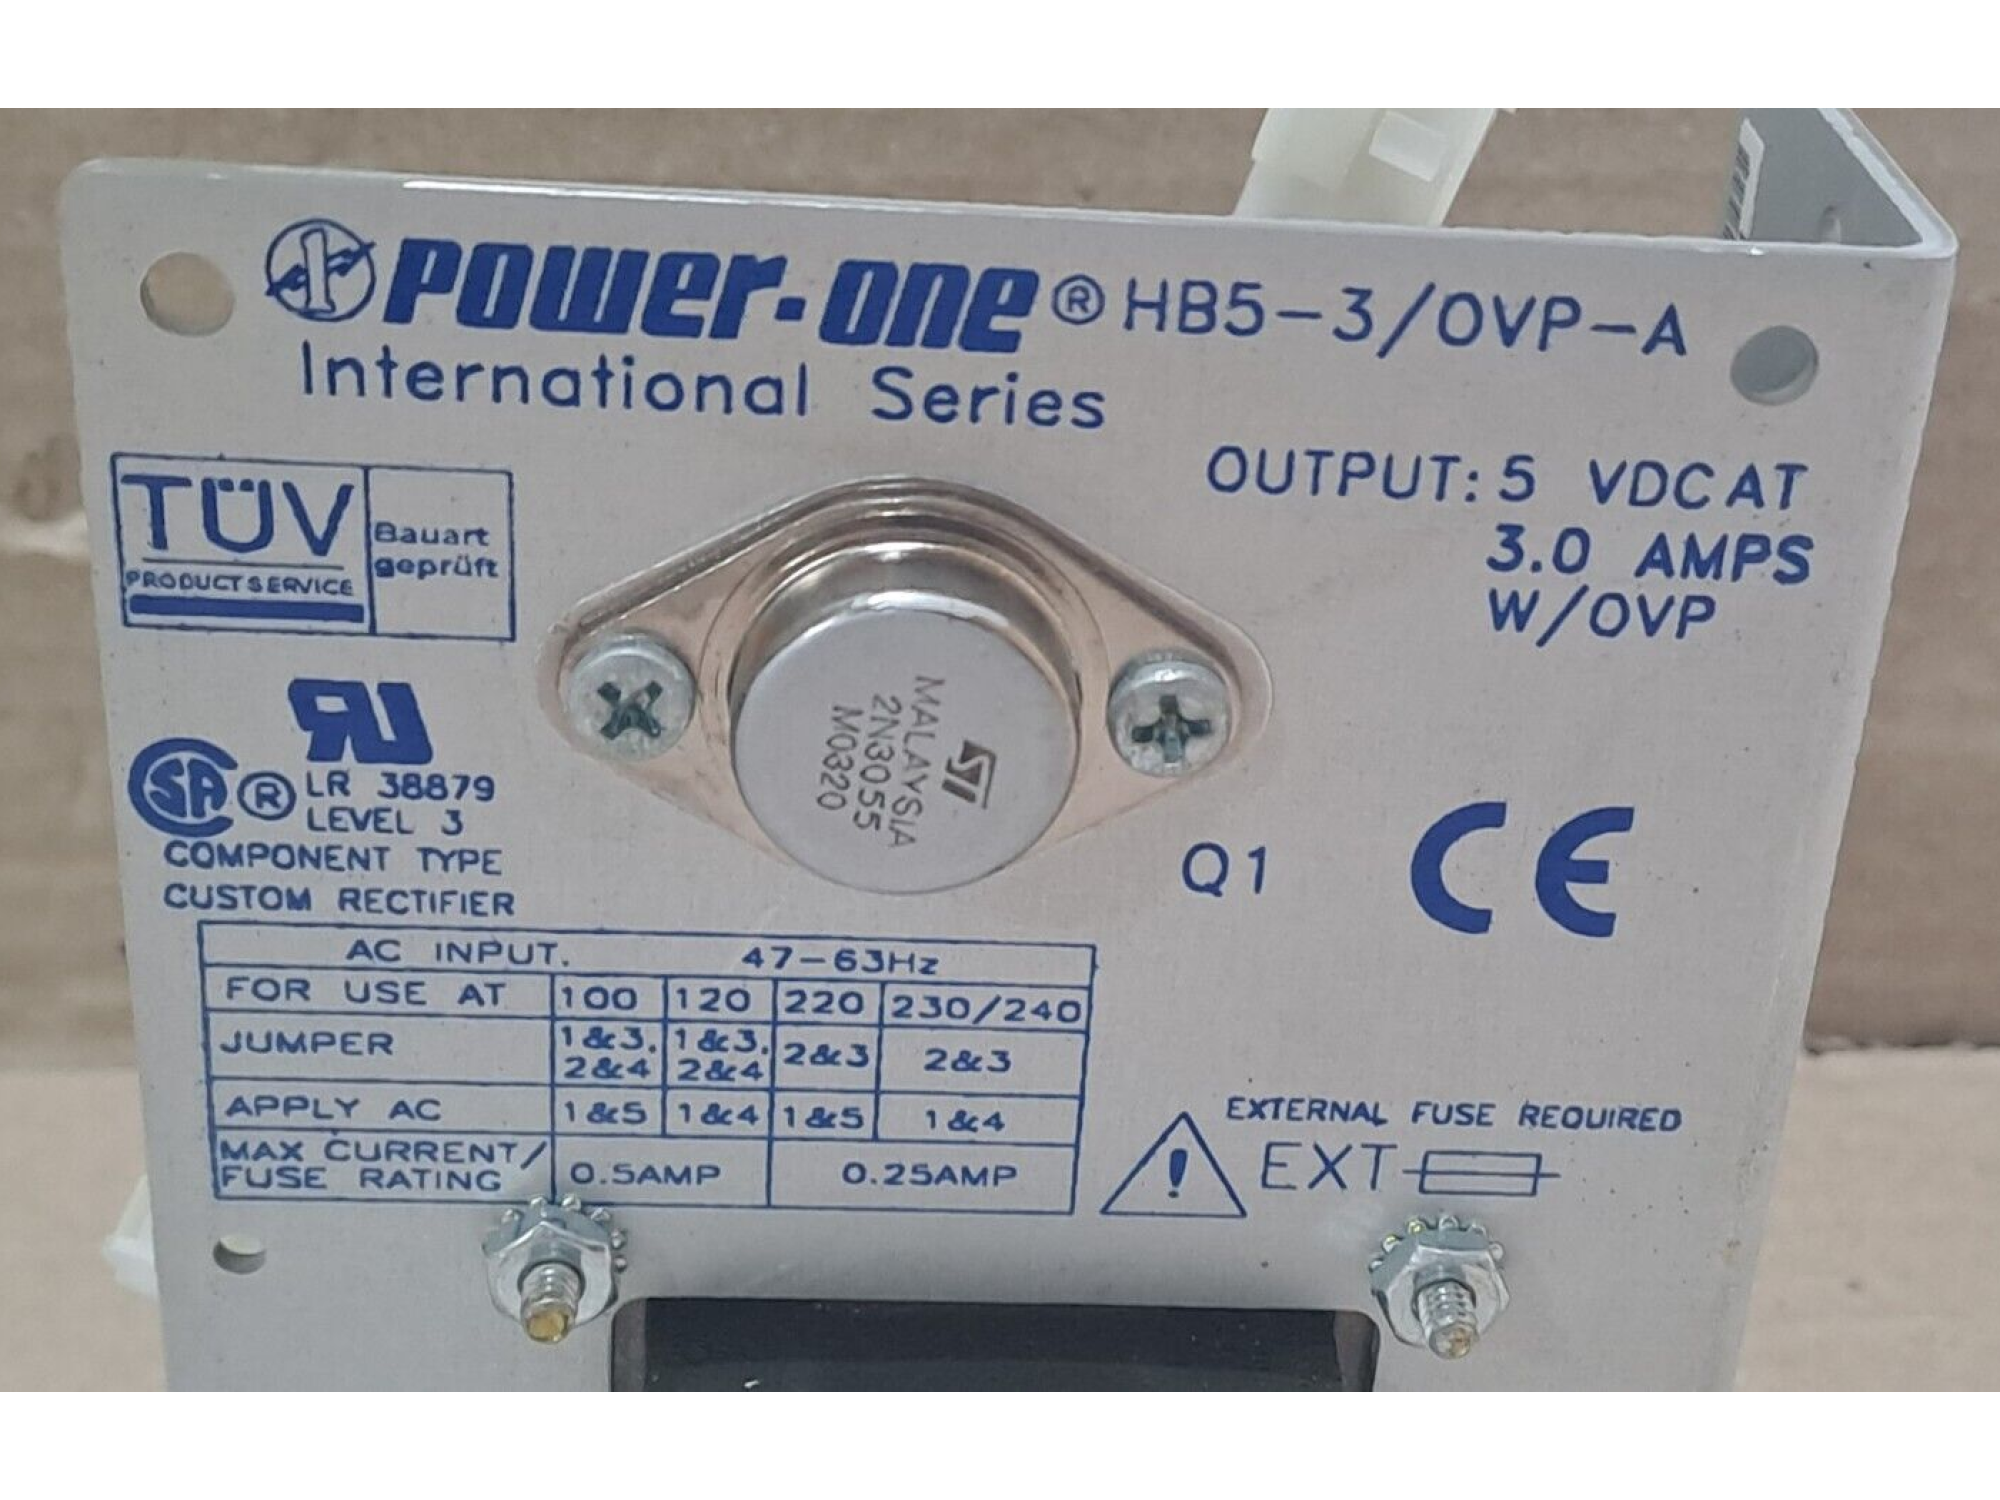 POWER-ONE® HB5-3/OVP-A
International Series
OUTPUT: 5 VDC AT
3.0 AMPS
W/OVP
TÜV
PRODUCT SERVICE
Bauart
geprüft
LR 38879
LEVEL 3
COMPONENT TYPE
CUSTOM RECTIFIER
SA ®
RU
ST
MALAYSIA
2N3055
M0320
Q1
CE
AC INPUT. 47-63Hz
FOR USE AT 100 120 220 230/240
JUMPER 1&3. 2&4 1&3. 2&4 2&3 2&3
APPLY AC 1&5 1&4 1&5 1&4
MAX CURRENT/
FUSE RATING 0.5AMP 0.25AMP
EXTERNAL FUSE REQUIRED
! EXT